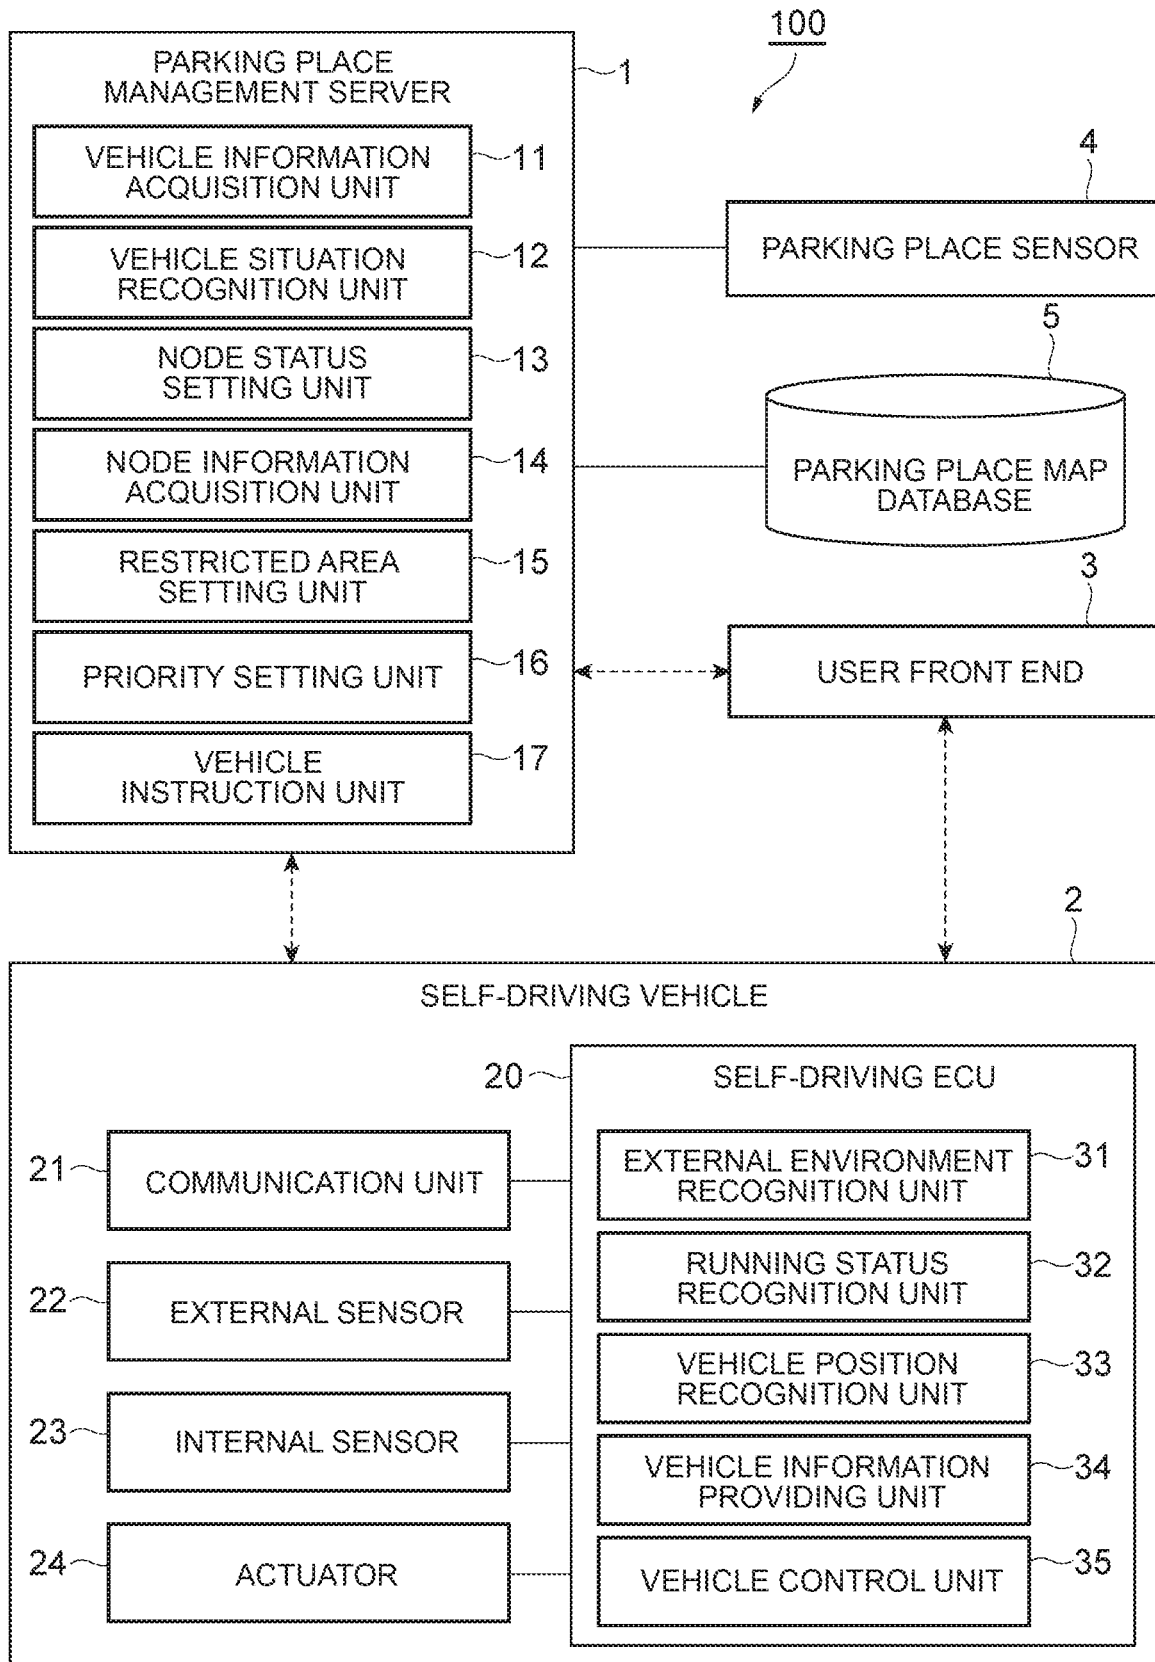 100
PARKING PLACE
MANAGEMENT SERVER
1
VEHICLE INFORMATION
ACQUISITION UNIT
11
VEHICLE SITUATION
RECOGNITION UNIT
12
NODE STATUS
SETTING UNIT
13
NODE INFORMATION
ACQUISITION UNIT
14
RESTRICTED AREA
SETTING UNIT
15
PRIORITY SETTING UNIT
16
VEHICLE
INSTRUCTION UNIT
17
4
PARKING PLACE SENSOR
5
PARKING PLACE MAP
DATABASE
3
USER FRONT END
2
SELF-DRIVING VEHICLE
20
SELF-DRIVING ECU
21
COMMUNICATION UNIT
22
EXTERNAL SENSOR
23
INTERNAL SENSOR
24
ACTUATOR
EXTERNAL ENVIRONMENT
RECOGNITION UNIT
31
RUNNING STATUS
RECOGNITION UNIT
32
VEHICLE POSITION
RECOGNITION UNIT
33
VEHICLE INFORMATION
PROVIDING UNIT
34
VEHICLE CONTROL UNIT
35